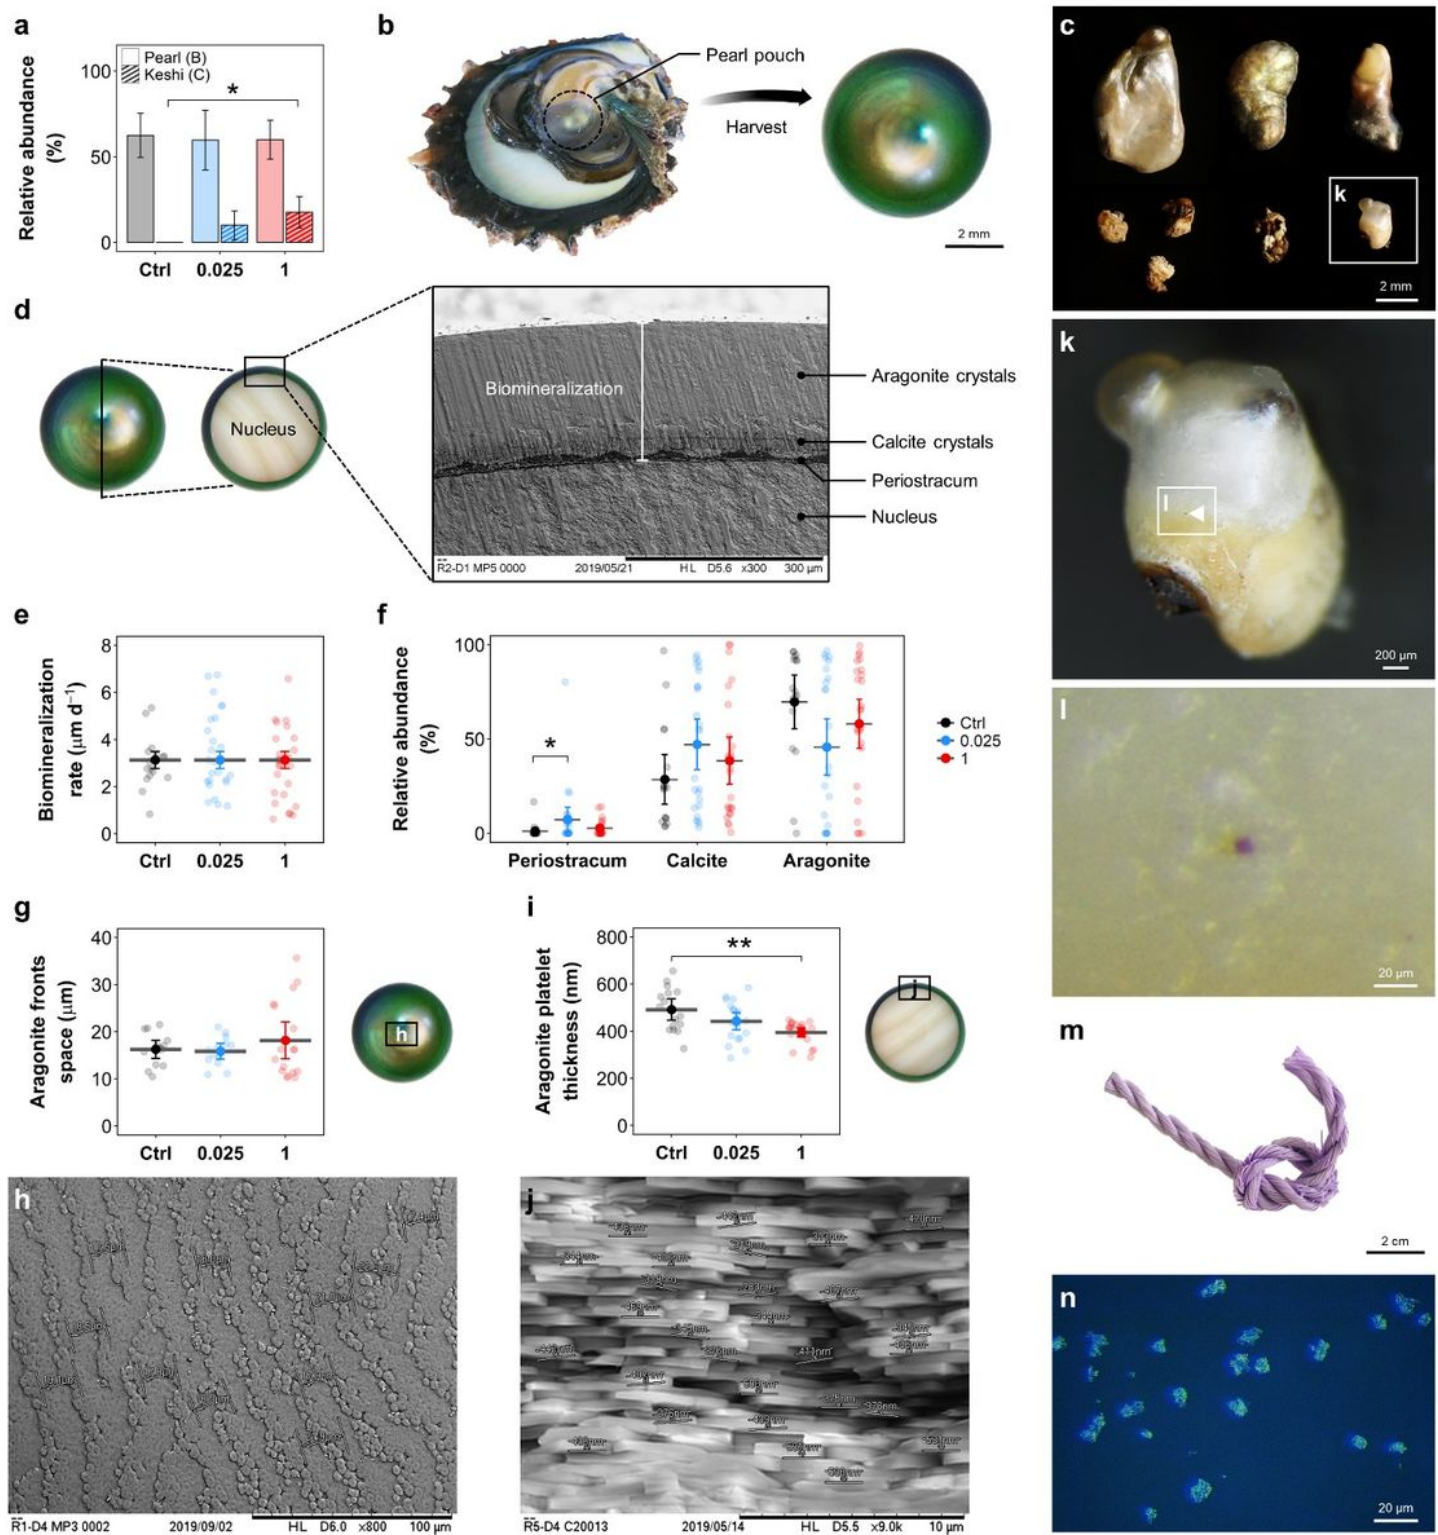 a
Pearl (B)
Keshi (C)
*
100
50
0
Relative abundance
(%)
Ctrl 0.025 1
b
Pearl pouch
Harvest
2 mm
c
k
2 mm
d
Nucleus
Biomineralization
Aragonite crystals
Calcite crystals
Periostracum
Nucleus
R2-D1 MP5 0000 2019/05/21 HL D5.6 x300 300 µm
k
l
200 µm
e
8
6
4
2
0
Biomineralization
rate (µm d⁻¹)
Ctrl 0.025 1
f
100
50
0
Relative abundance
(%)
*
Periostracum Calcite Aragonite
Ctrl
0.025
1
l
20 µm
g
40
30
20
10
0
Aragonite fronts
space (µm)
Ctrl 0.025 1
h
i
800
600
400
200
0
Aragonite platelet
thickness (nm)
**
Ctrl 0.025 1
j
m
2 cm
h
R1-D4 MP3 0002 2019/09/02 HL D6.0 x800 100 µm
j
R5-D4 C20013 2019/05/14 HL D5.5 x9.0k 10 µm
n
20 µm